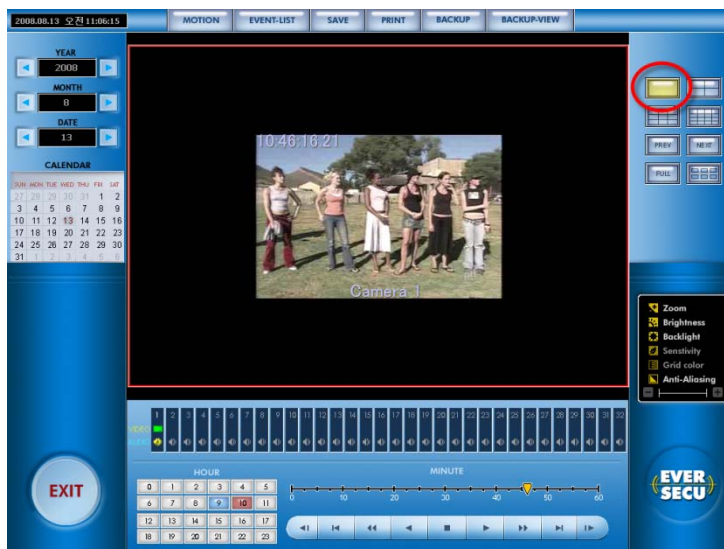 2008.08.13 오전 11:06:15
MOTION EVENT-LIST SAVE PRINT BACKUP BACKUP-VIEW
YEAR
2008
MONTH
8
DATE
13
CALENDAR
SUN MON TUE WED THU FRI SAT
27 28 29 30 31 1 2
3 4 5 6 7 8 9
10 11 12 13 14 15 16
17 18 19 20 21 22 23
24 25 26 27 28 29 30
31 1 2 3 4 5 6
EXIT
10:46:16.21
Camera 1
1 2 3 4 5 6 7 8 9 10 11 12 13 14 15 16 17 18 19 20 21 22 23 24 25 26 27 28 29 30 31 32
VIDEO
AUDIO
HOUR
0 1 2 3 4 5
6 7 8 9 10 11
12 13 14 15 16 17
18 19 20 21 22 23
MINUTE
0 10 20 30 40 50 60
PREV NEXT
FULL
Zoom
Brightness
Backlight
Senstivity
Grid color
Anti-Aliasing
EVER
SECU